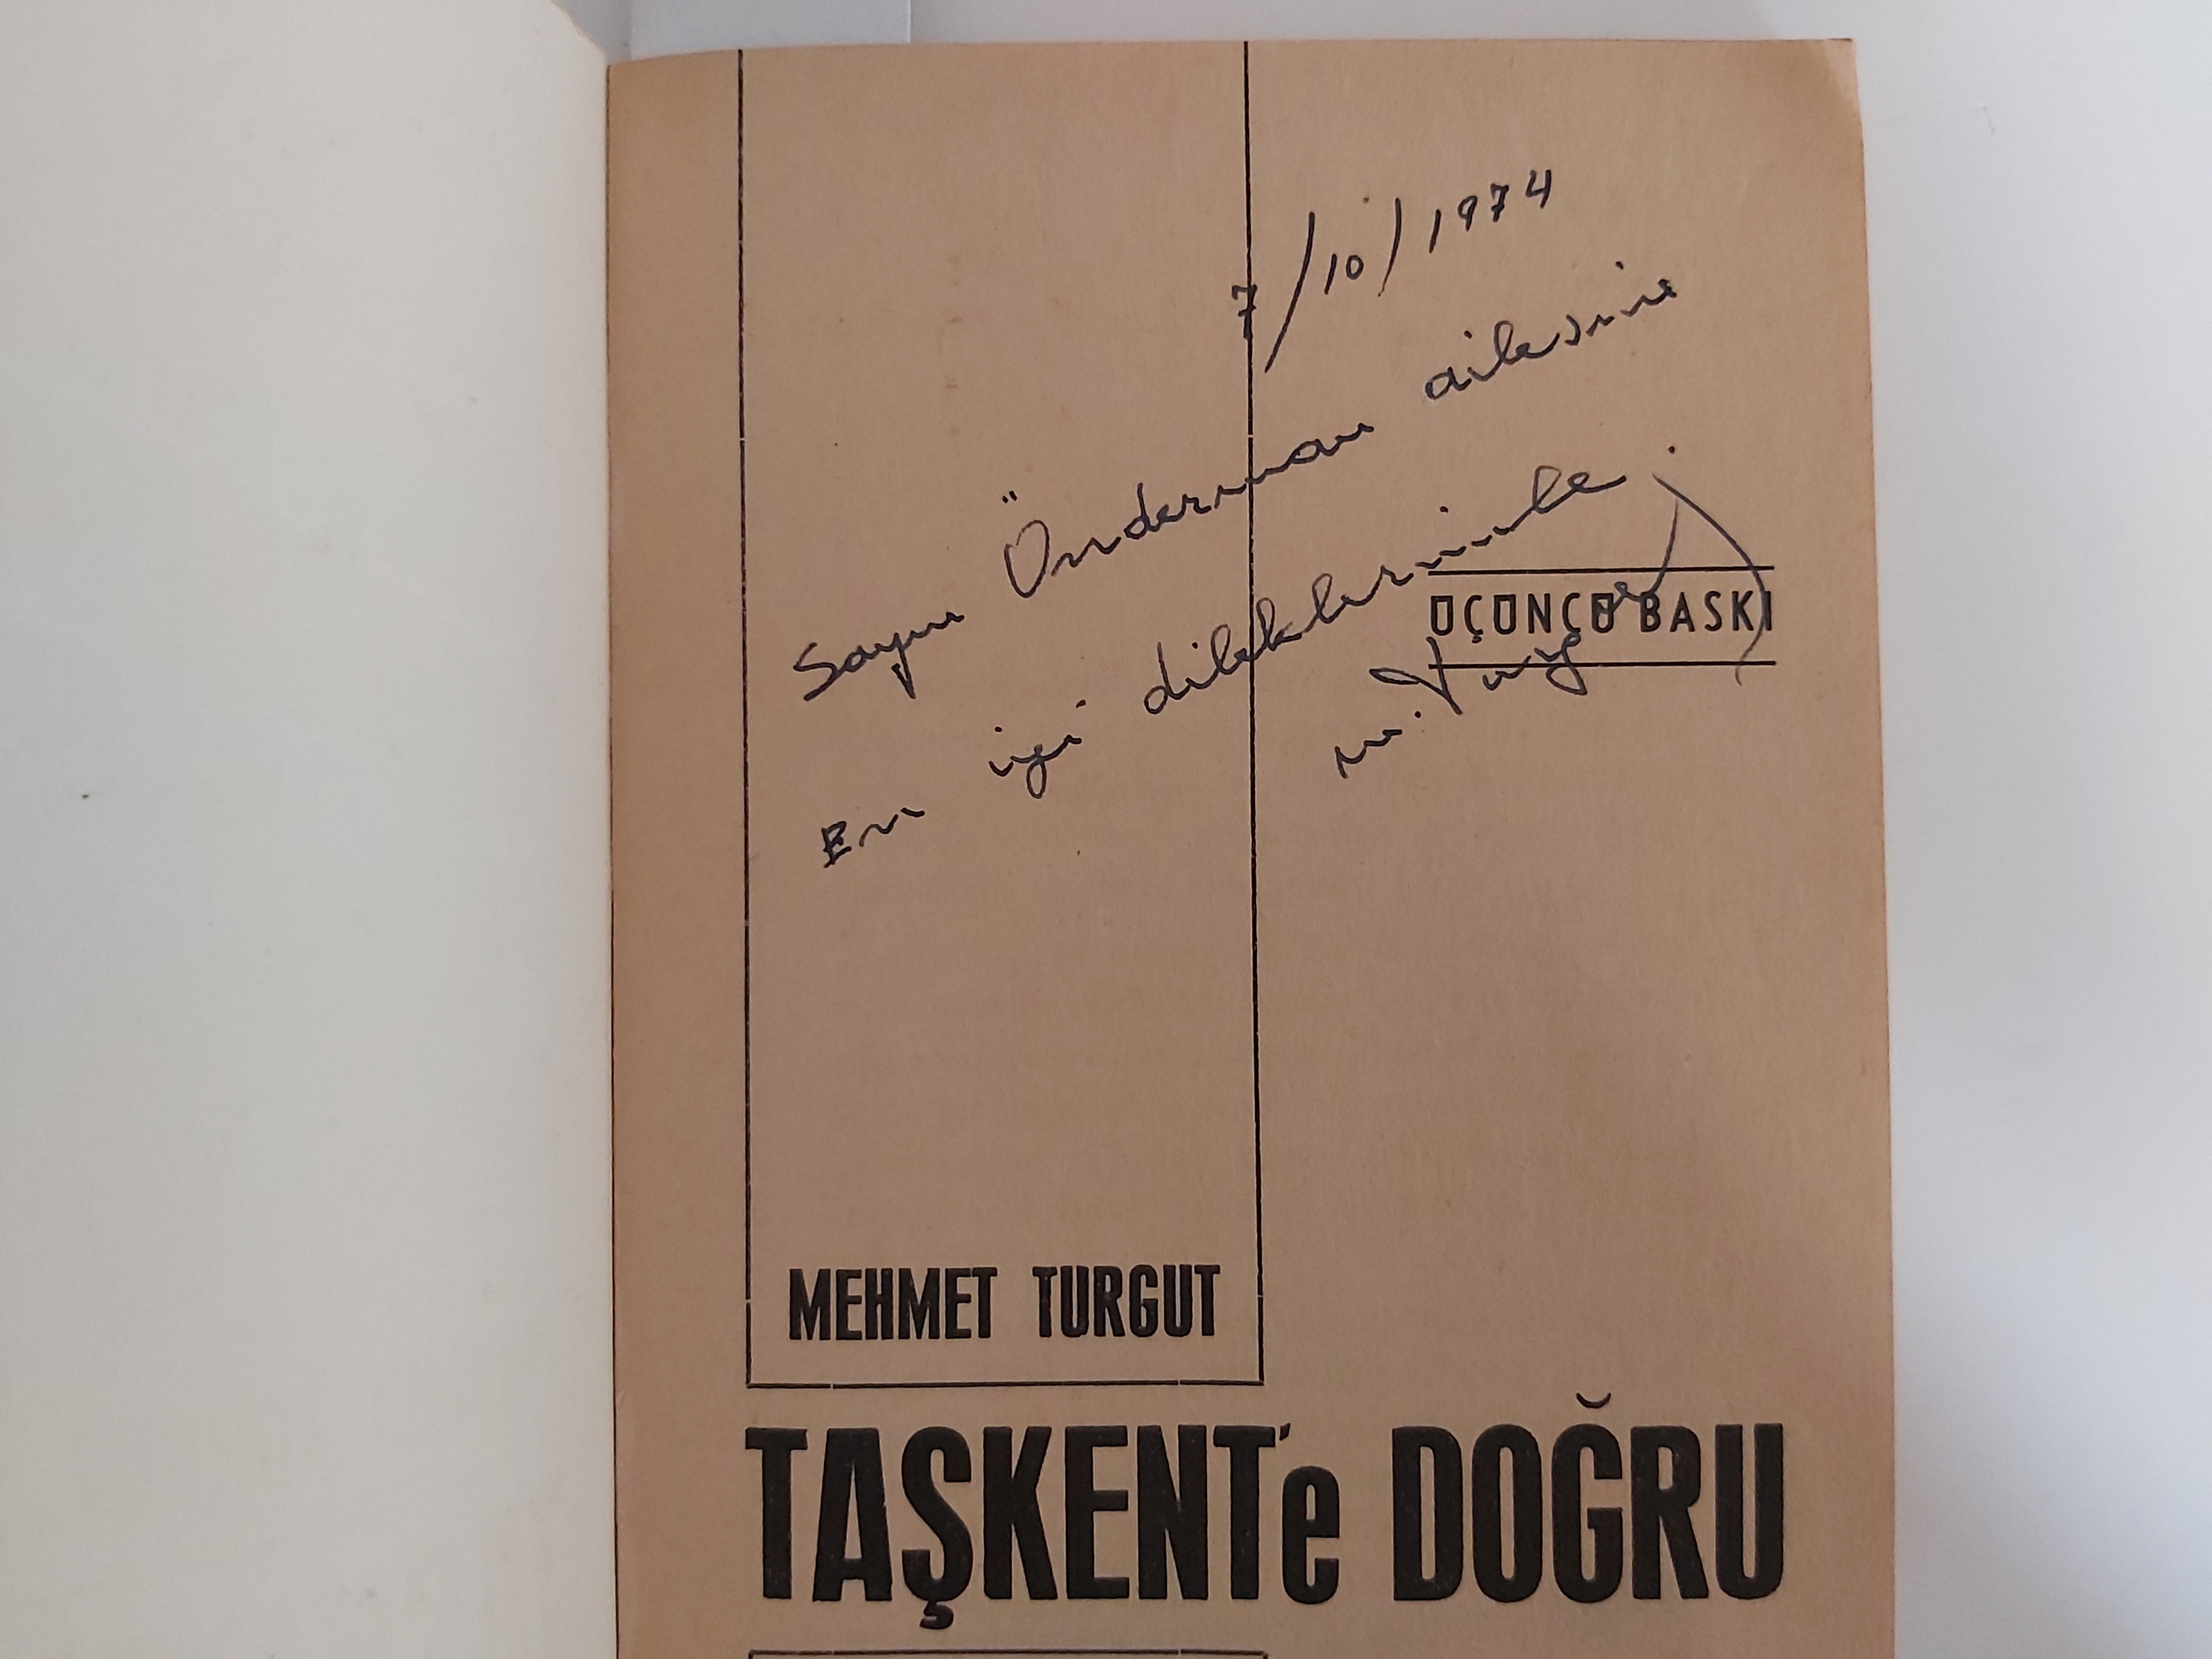 7/10/1974
Sayın Önderman ailesine
En iyi dileklerimle.
M. Turgut
ÜÇÜNCÜ BASKI
MEHMET TURGUT
TAŞKENT'e DOĞRU